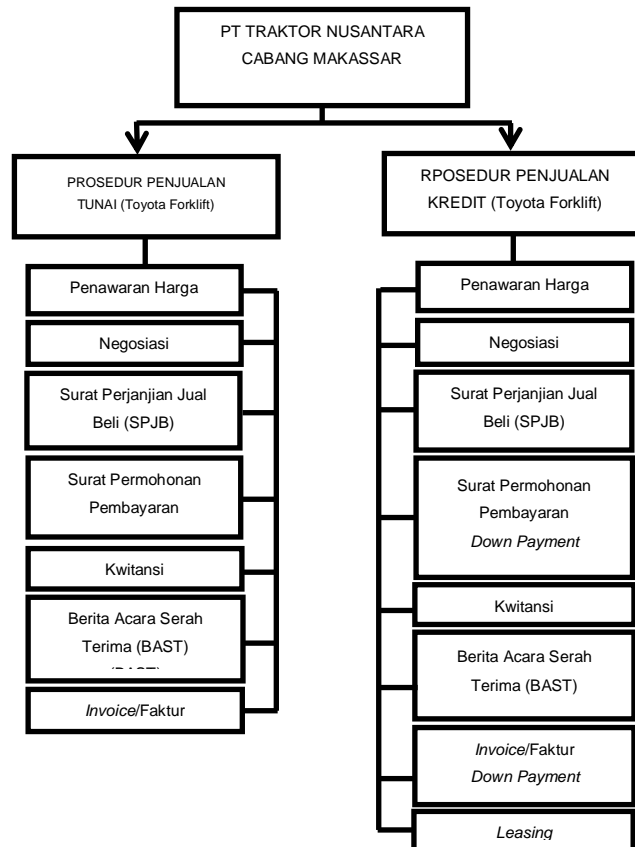 PT TRAKTOR NUSANTARA
CABANG MAKASSAR
PROSEDUR PENJUALAN
TUNAI (Toyota Forklift)
Penawaran Harga
Negosiasi
Surat Perjanjian Jual
Beli (SPJB)
Surat Permohonan
Pembayaran
Kwitansi
Berita Acara Serah
Terima (BAST)
(BAST)
Invoice/Faktur
RPOSEDUR PENJUALAN
KREDIT (Toyota Forklift)
Penawaran Harga
Negosiasi
Surat Perjanjian Jual
Beli (SPJB)
Surat Permohonan
Pembayaran
Down Payment
Kwitansi
Berita Acara Serah
Terima (BAST)
Invoice/Faktur
Down Payment
Leasing